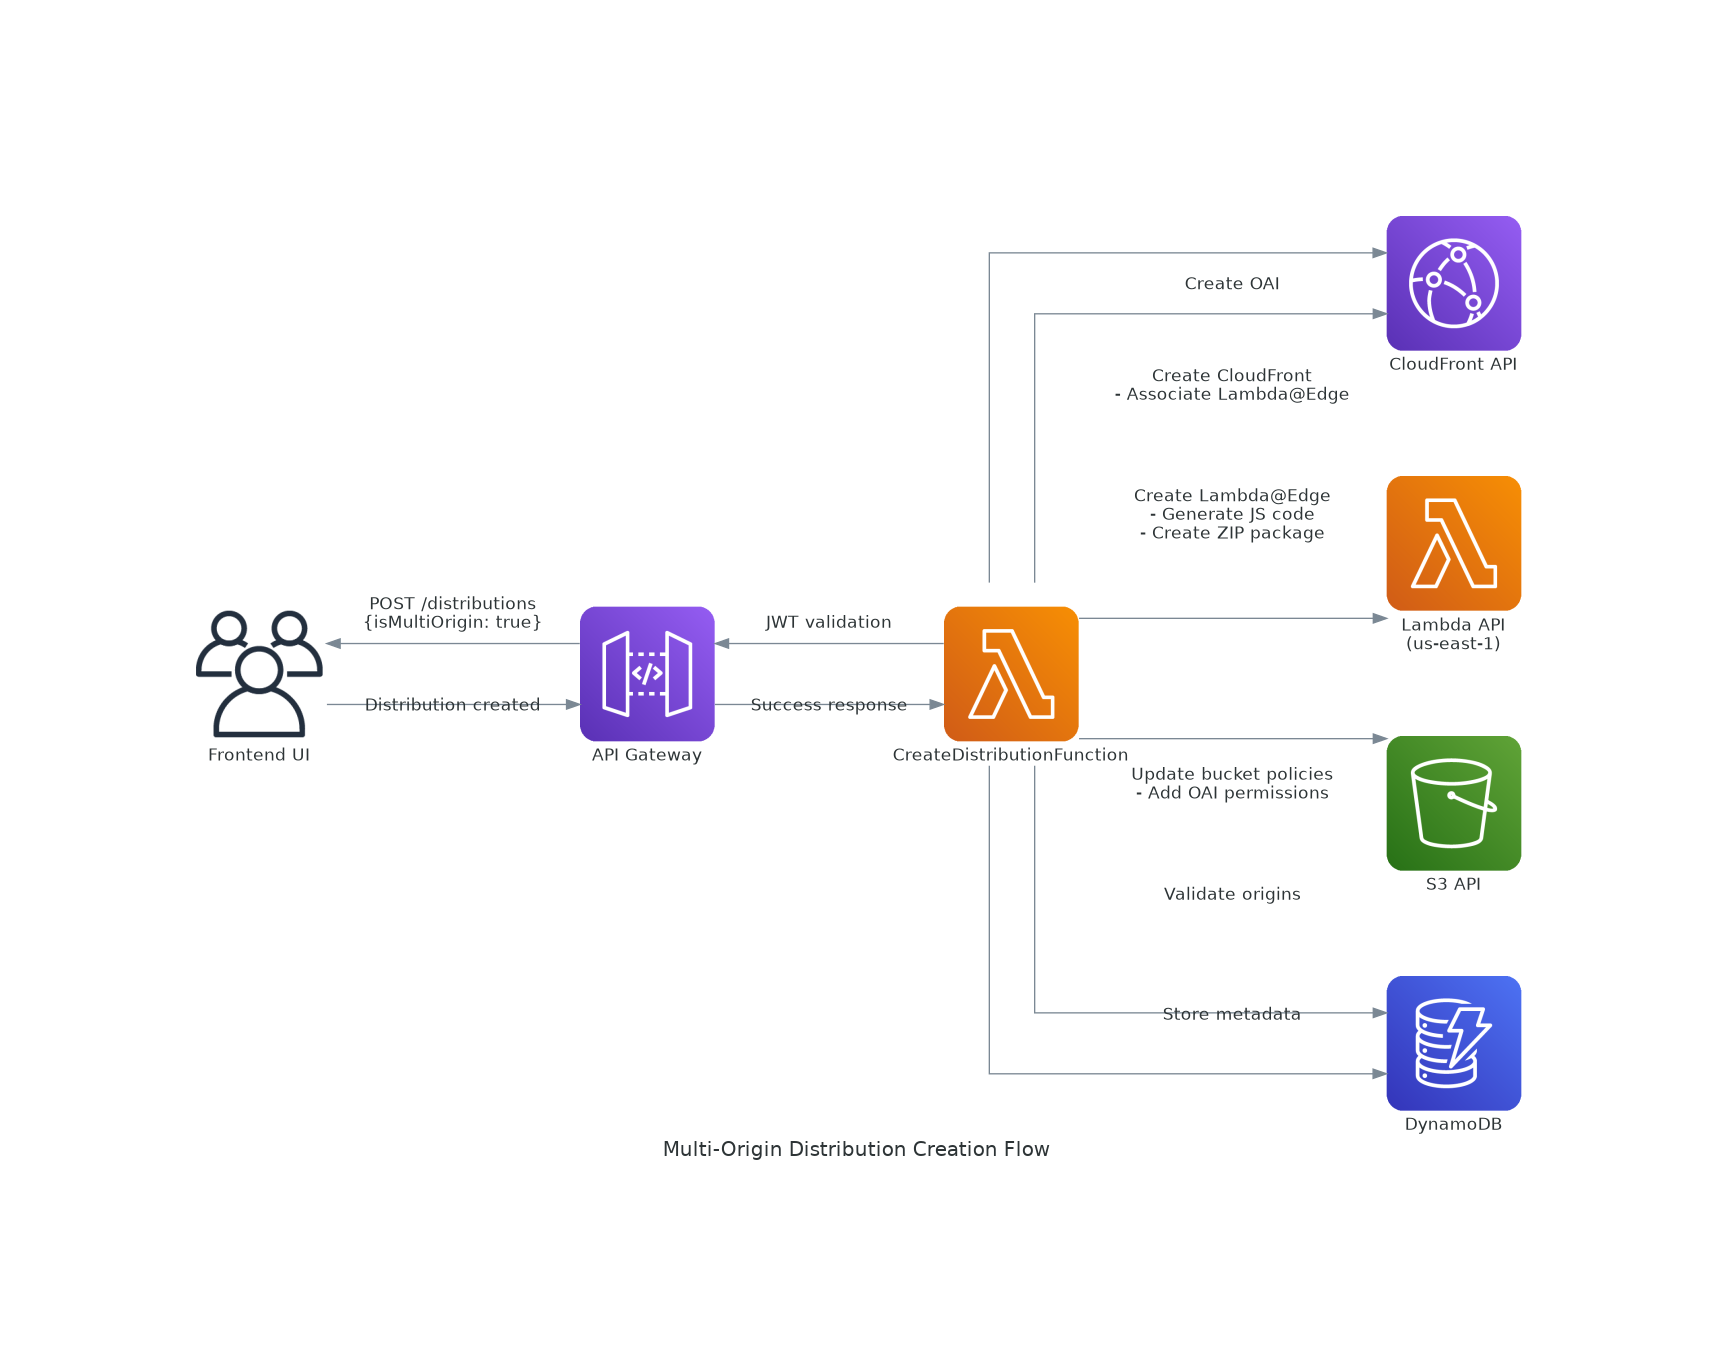 Create OAI
CloudFront API
Create CloudFront
- Associate Lambda@Edge
Create Lambda@Edge
- Generate JS code
- Create ZIP package
Lambda API
(us-east-1)
POST /distributions
{isMultiOrigin: true}
JWT validation
Distribution created
Success response
Frontend UI
API Gateway
CreateDistributionFunction
Update bucket policies
- Add OAI permissions
S3 API
Validate origins
Store metadata
DynamoDB
Multi-Origin Distribution Creation Flow